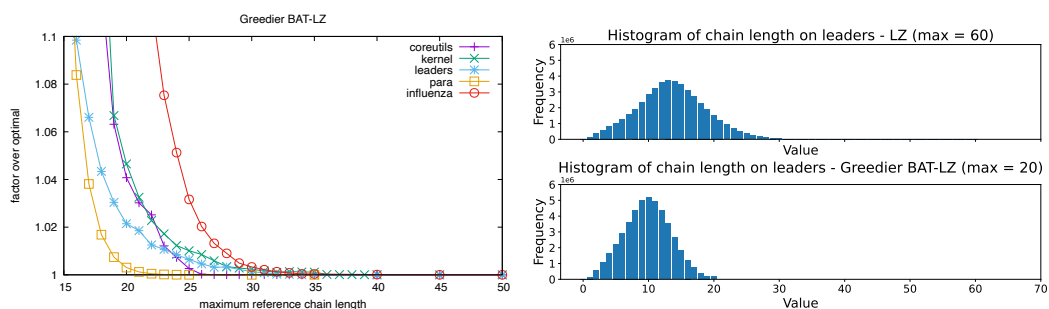 Greedier BAT-LZ
1.1
1.08
1.06
1.04
1.02
1
factor over optimal
15 20 25 30 35 40 45 50
maximum reference chain length
coreutils
kernel
leaders
para
influenza
Histogram of chain length on leaders - LZ (max = 60)
1e6
6
5
4
3
2
1
0
Frequency
Value
Histogram of chain length on leaders - Greedier BAT-LZ (max = 20)
1e6
6
5
4
3
2
1
0
Frequency
0 10 20 30 40 50 60 70
Value